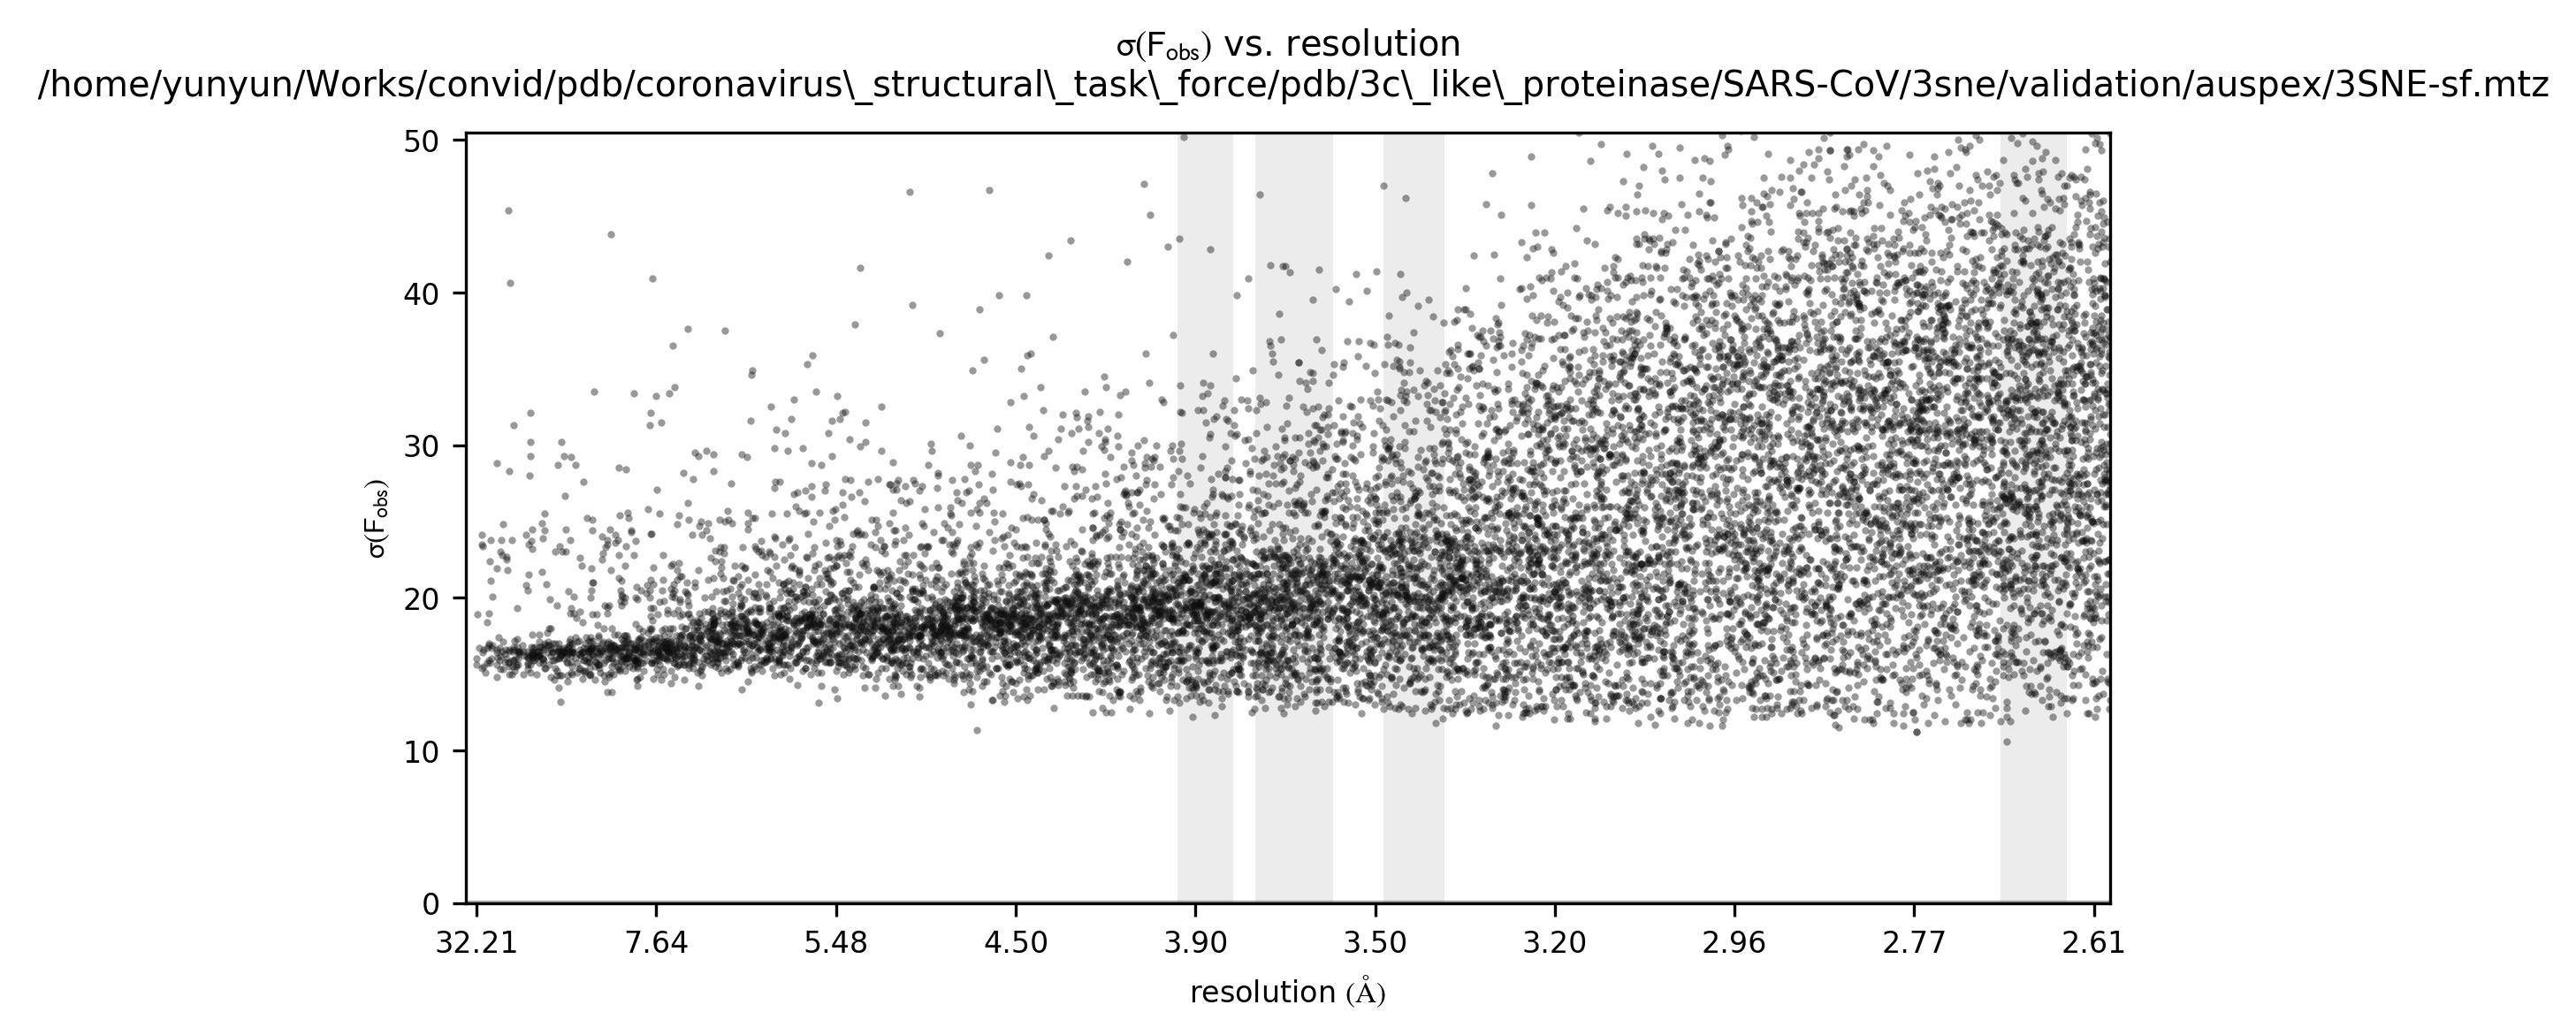 σ(Fobs) vs. resolution
/home/yunyun/Works/convid/pdb/coronavirus\_structural\_task\_force/pdb/3c\_like\_proteinase/SARS-CoV/3sne/validation/auspex/3SNE-sf.mtz
50
40
30
20
10
0
σ(Fobs)
32.21 7.64 5.48 4.50 3.90 3.50 3.20 2.96 2.77 2.61
resolution (Å)